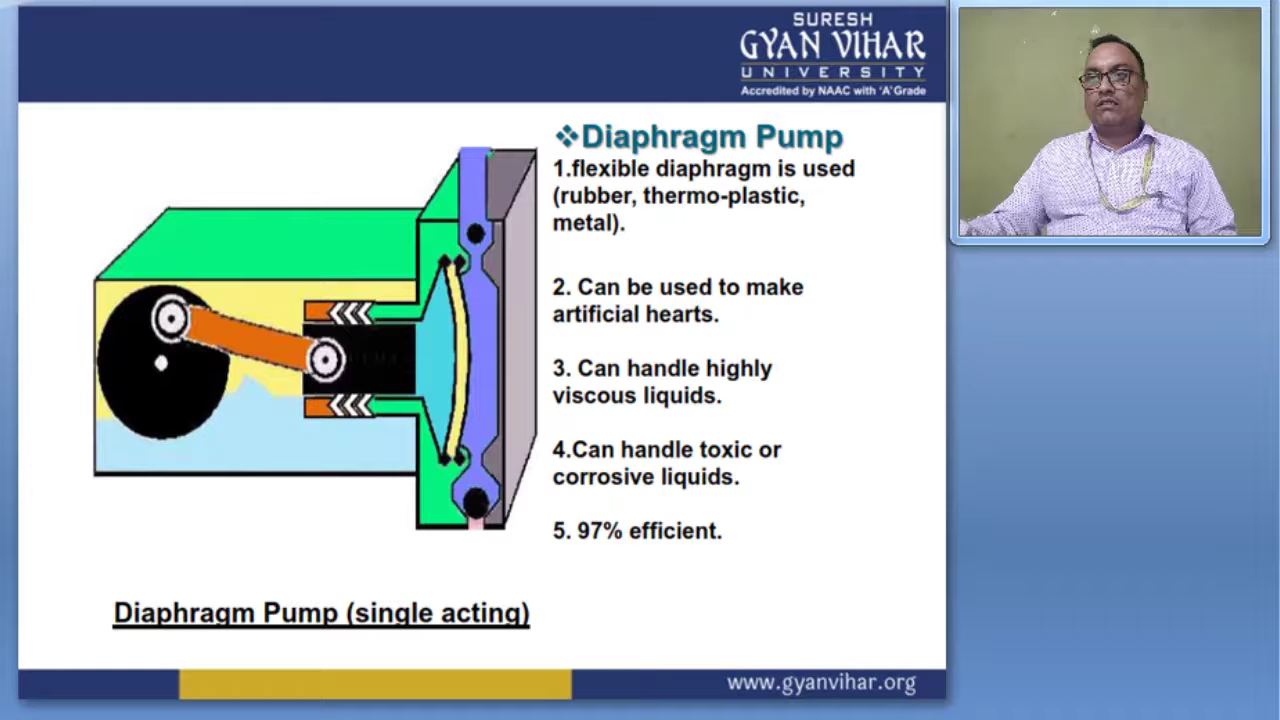 SURESH
GYAN VIHAR
UNIVERSITY
Accredited by NAAC with 'A' Grade
❖Diaphragm Pump
1.flexible diaphragm is used
(rubber, thermo-plastic,
metal).
2. Can be used to make
artificial hearts.
3. Can handle highly
viscous liquids.
4.Can handle toxic or
corrosive liquids.
5. 97% efficient.
Diaphragm Pump (single acting)
www.gyanvihar.org